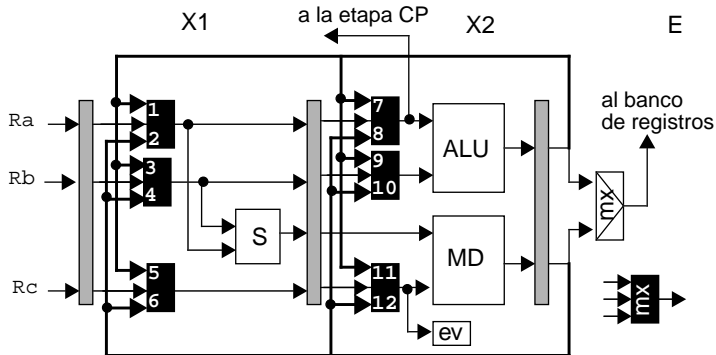 a la etapa CP
X1
X2
E
Ra
Rb
Rc
1
2
3
4
5
6
S
7
8
9
10
11
12
ALU
MD
ev
mx
al banco
de registros
mx